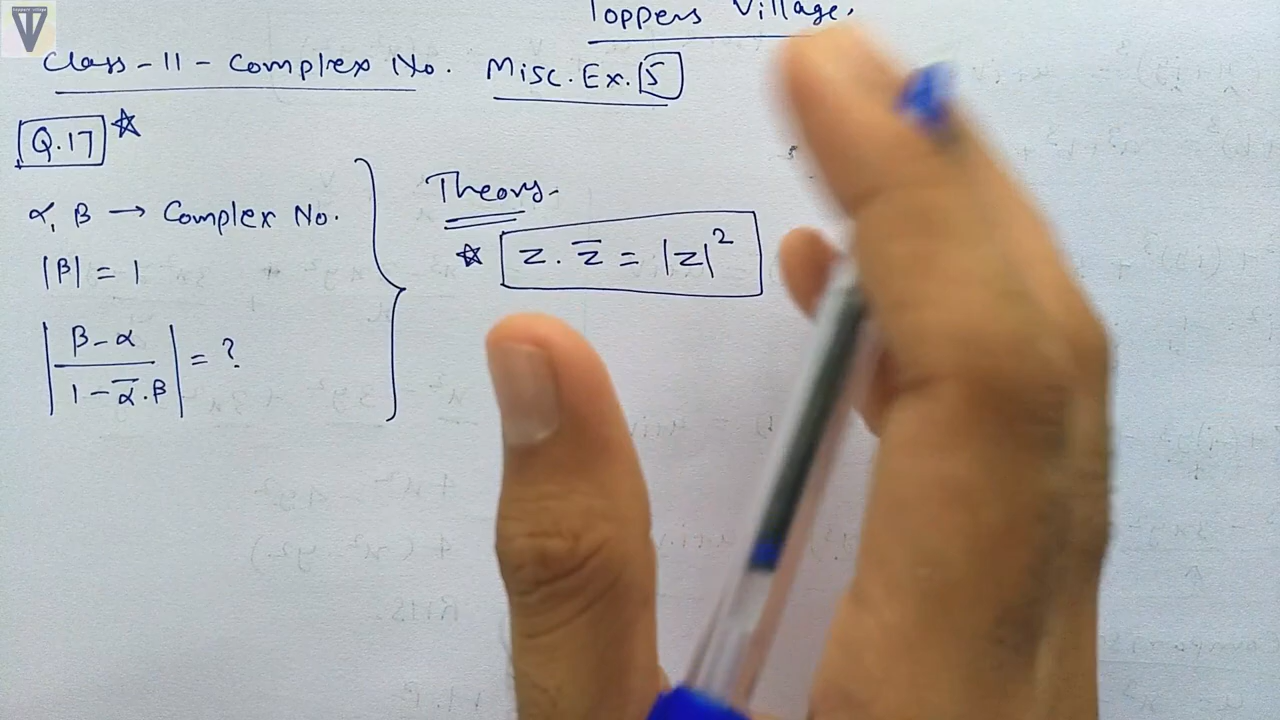 Toppers Village.
Class-11 - Complex No. Misc. Ex. 5
Q.17
α, β → Complex No.
|β| = 1
|β-α / 1-ᾱ.β| = ?
Theory-
z. z̄ = |z|²